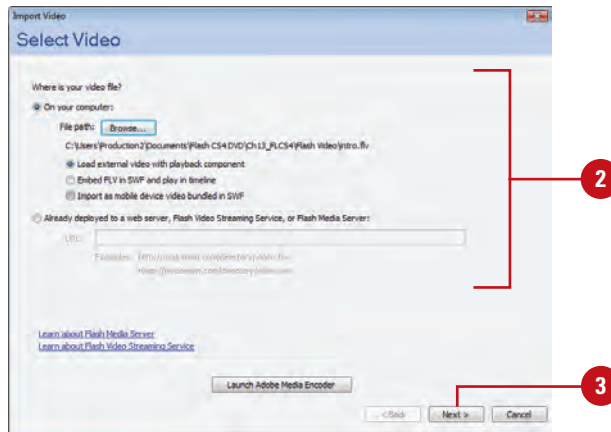 Import Video
Select Video
Where is your video file?
On your computer:
File path: Browse...
C:\Users\Production2\Documents\Flash CS4 DVD\Ch13_FLCS4\Flash Video\intro.flv
Load external video with playback component
Embed FLV in SWF and play in timeline
Import as mobile device video bundled in SWF
2
Already deployed to a web server, Flash Video Streaming Service, or Flash Media Server:
URL:
Examples:
Learn about Flash Media Server
Learn about Flash Video Streaming Service
Launch Adobe Media Encoder
< Back Next > Cancel
3